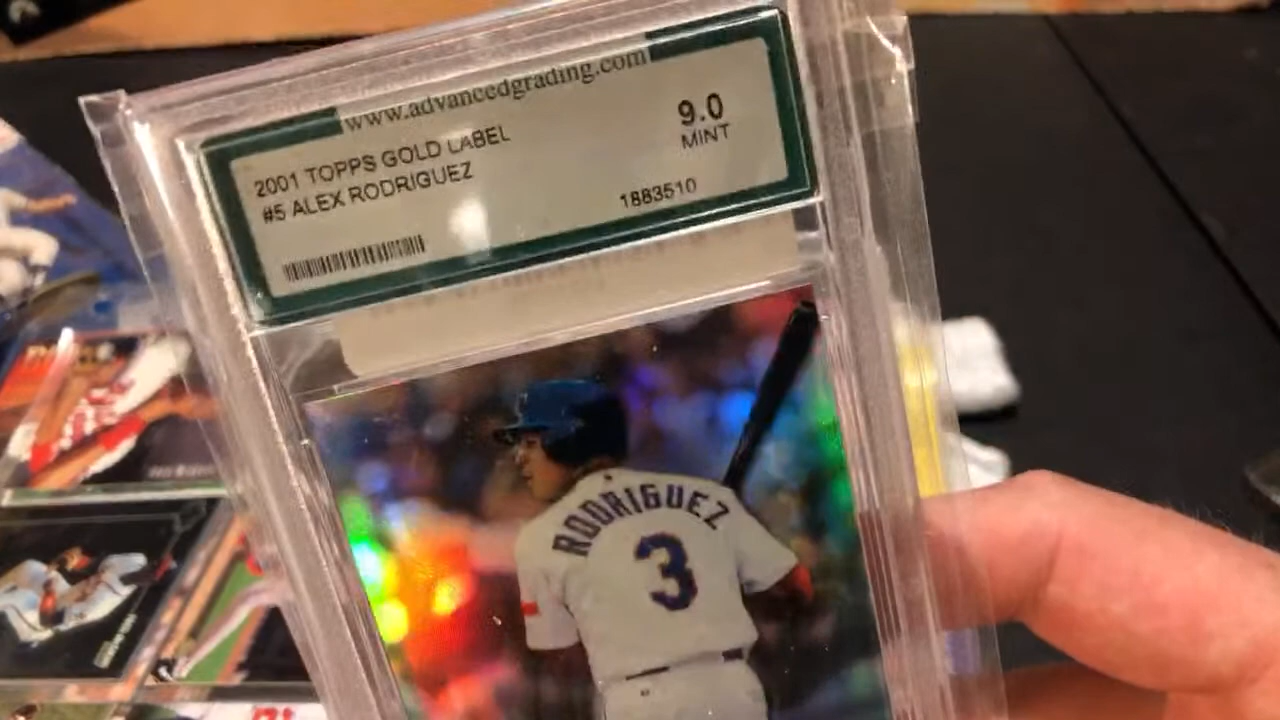 www.advancedgrading.com
2001 TOPPS GOLD LABEL
#5 ALEX RODRIGUEZ
9.0
MINT
1883510
RODRIGUEZ
3